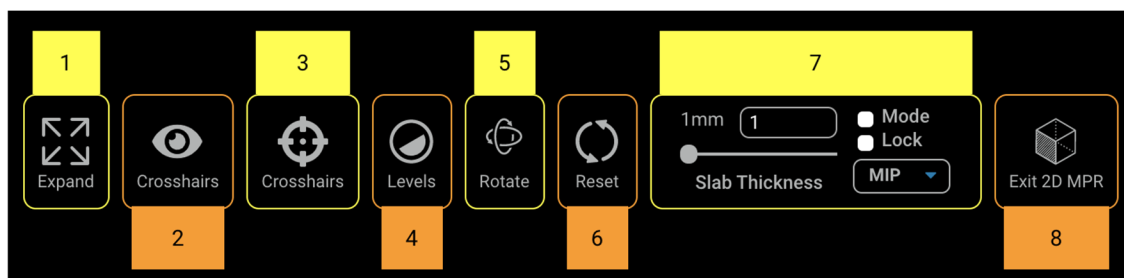 1
3
5
7
1mm
1
Mode
Lock
Expand
Crosshairs
Crosshairs
Levels
Rotate
Reset
Slab Thickness
MIP
Exit 2D MPR
2
4
6
8